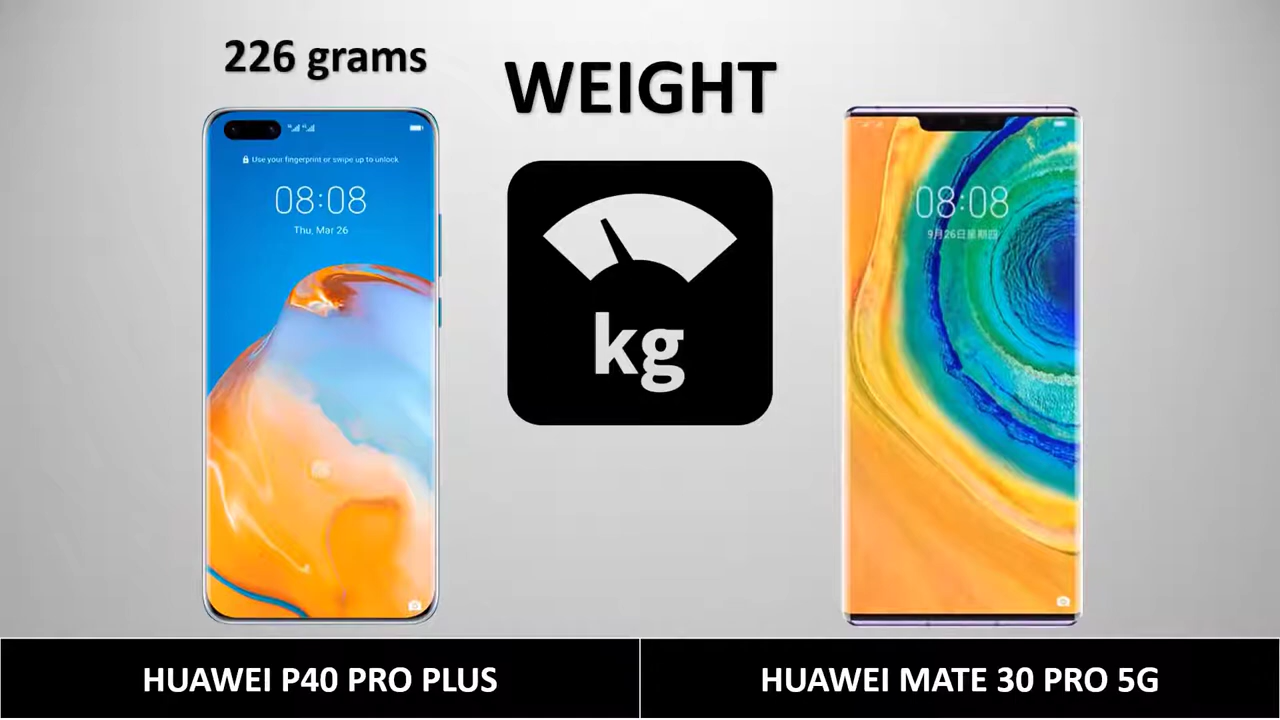 226 grams
WEIGHT
Use your fingerprint or swipe up to unlock.
08:08
Thu, Mar 26
kg
08:08
9月26日星期四
HUAWEI P40 PRO PLUS
HUAWEI MATE 30 PRO 5G